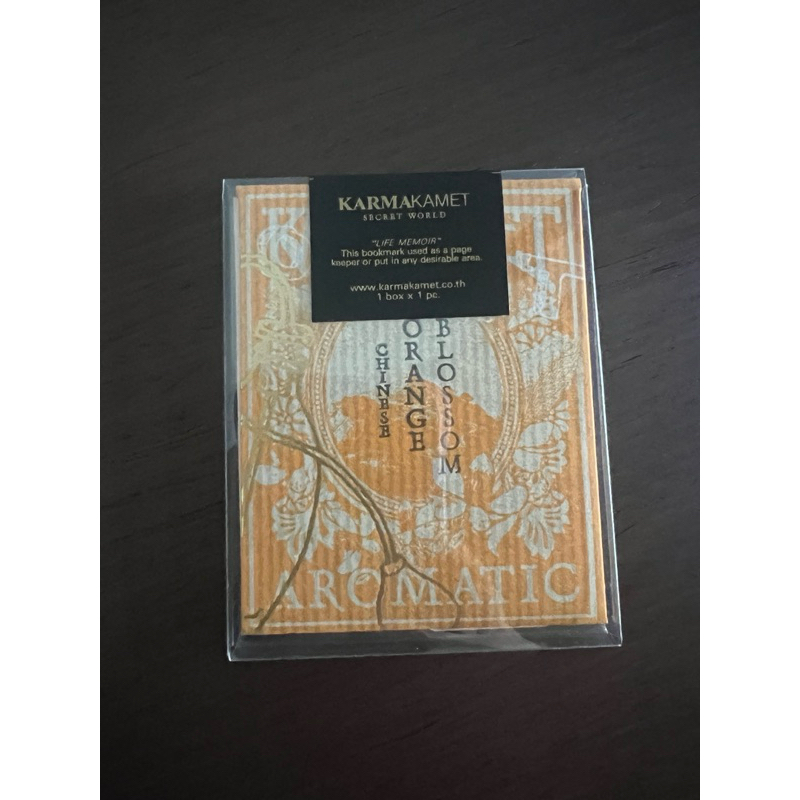 KARMAKAMET
SECRET WORLD
"LIFE MEMOIR"
This bookmark used as a page
keeper or put in any desirable area.
www.karmakamet.co.th
1 box x 1 pc.
CHINESE
ORANGE
BLOSSOM
AROMATIC